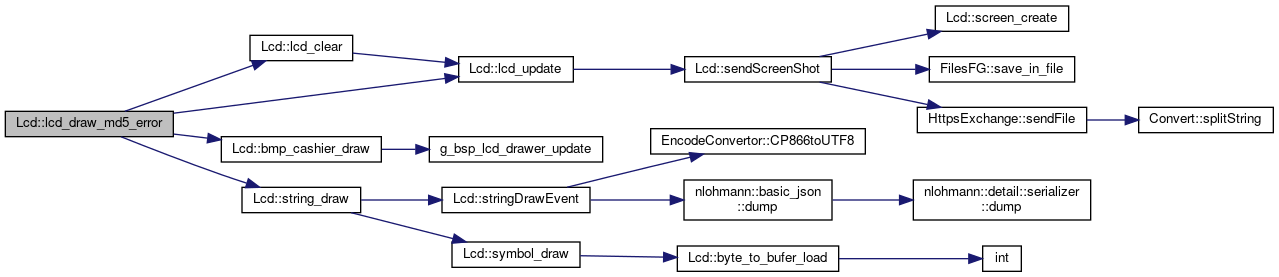 Lcd::lcd_draw_md5_error
Lcd::lcd_clear
Lcd::lcd_update
Lcd::sendScreenShot
Lcd::screen_create
FilesFG::save_in_file
HttpsExchange::sendFile
Convert::splitString
Lcd::bmp_cashier_draw
g_bsp_lcd_drawer_update
Lcd::string_draw
Lcd::stringDrawEvent
EncodeConvertor::CP866toUTF8
nlohmann::basic_json
::dump
nlohmann::detail::serializer
::dump
Lcd::symbol_draw
Lcd::byte_to_bufer_load
int